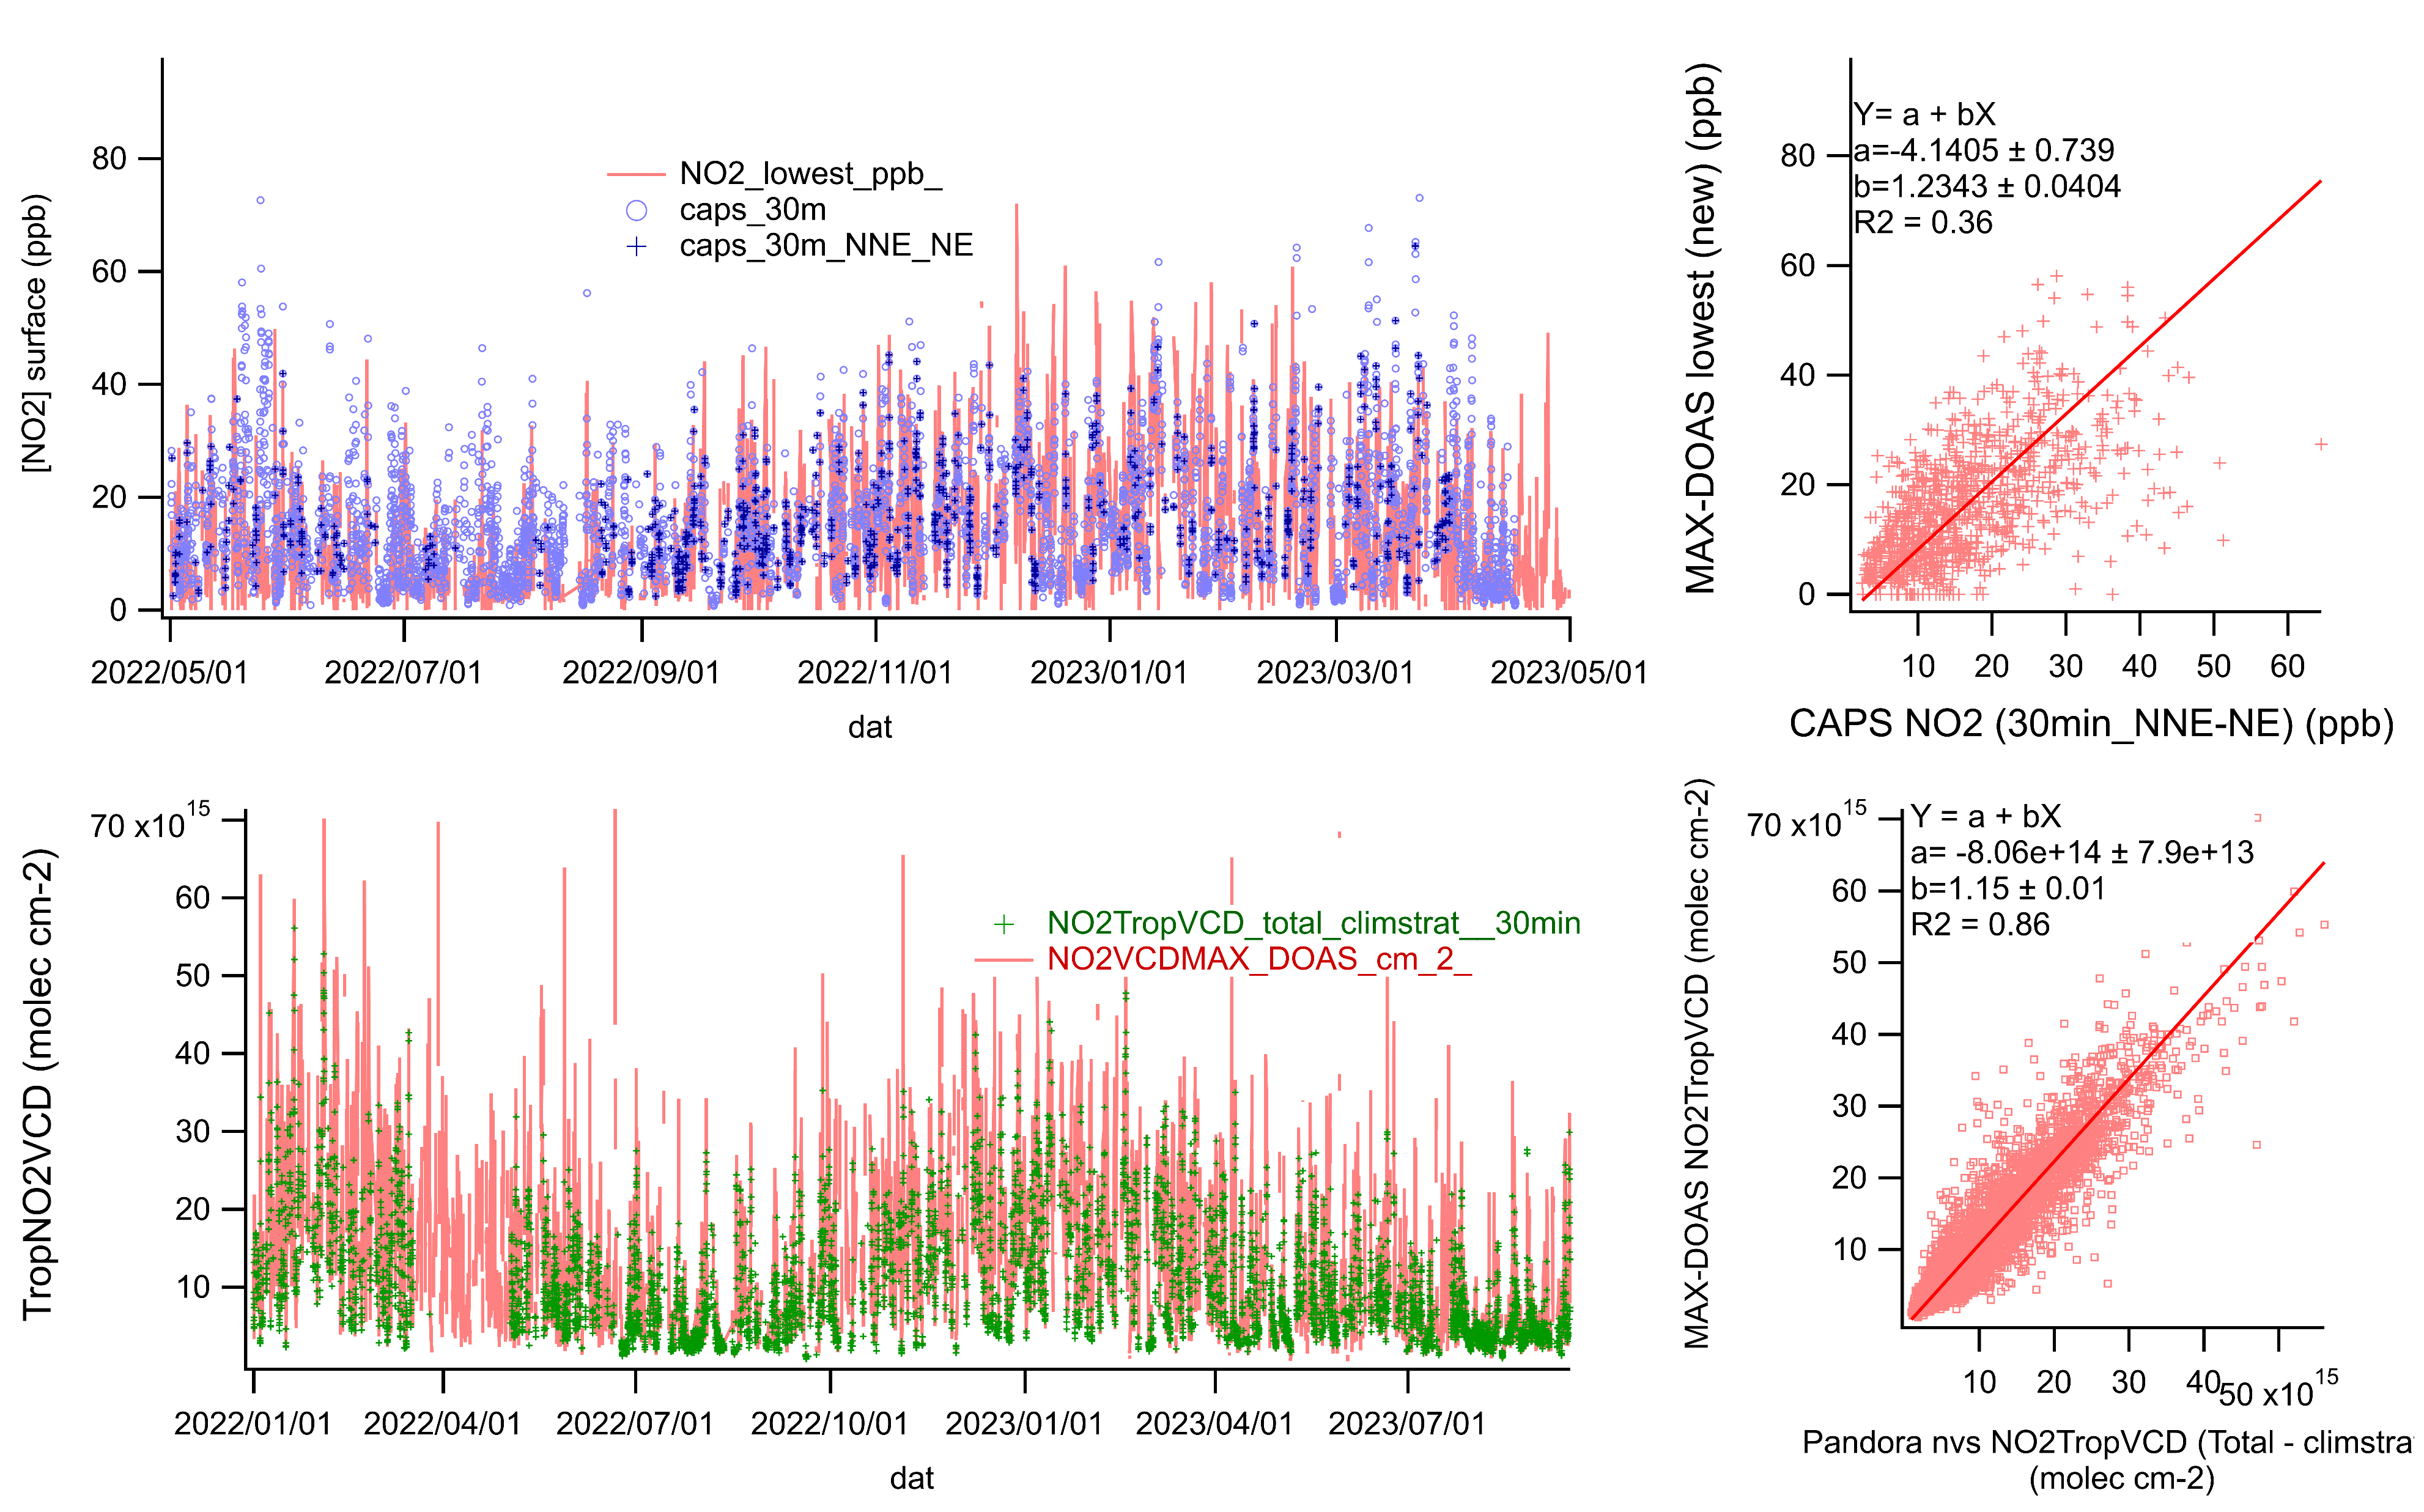 [NO2] surface (ppb)
80
60
40
20
0
NO2_lowest_ppb_
caps_30m
caps_30m_NNE_NE
2022/05/01
2022/07/01
2022/09/01
2022/11/01
2023/01/01
2023/03/01
2023/05/01
dat
MAX-DOAS lowest (new) (ppb)
80
60
40
20
0
Y= a + bX
a=-4.1405 ± 0.739
b=1.2343 ± 0.0404
R2 = 0.36
10
20
30
40
50
60
CAPS NO2 (30min_NNE-NE) (ppb)
TropNO2VCD (molec cm-2)
70 x10^15
60
50
40
30
20
10
NO2TropVCD_total_climstrat__30min
NO2VCDMAX_DOAS_cm_2_
2022/01/01
2022/04/01
2022/07/01
2022/10/01
2023/01/01
2023/04/01
2023/07/01
dat
MAX-DOAS NO2TropVCD (molec cm-2)
70 x10^15
60
50
40
30
20
10
Y = a + bX
a= -8.06e+14 ± 7.9e+13
b=1.15 ± 0.01
R2 = 0.86
10
20
30
40
50 x10^15
Pandora nvs NO2TropVCD (Total - climstra
(molec cm-2)